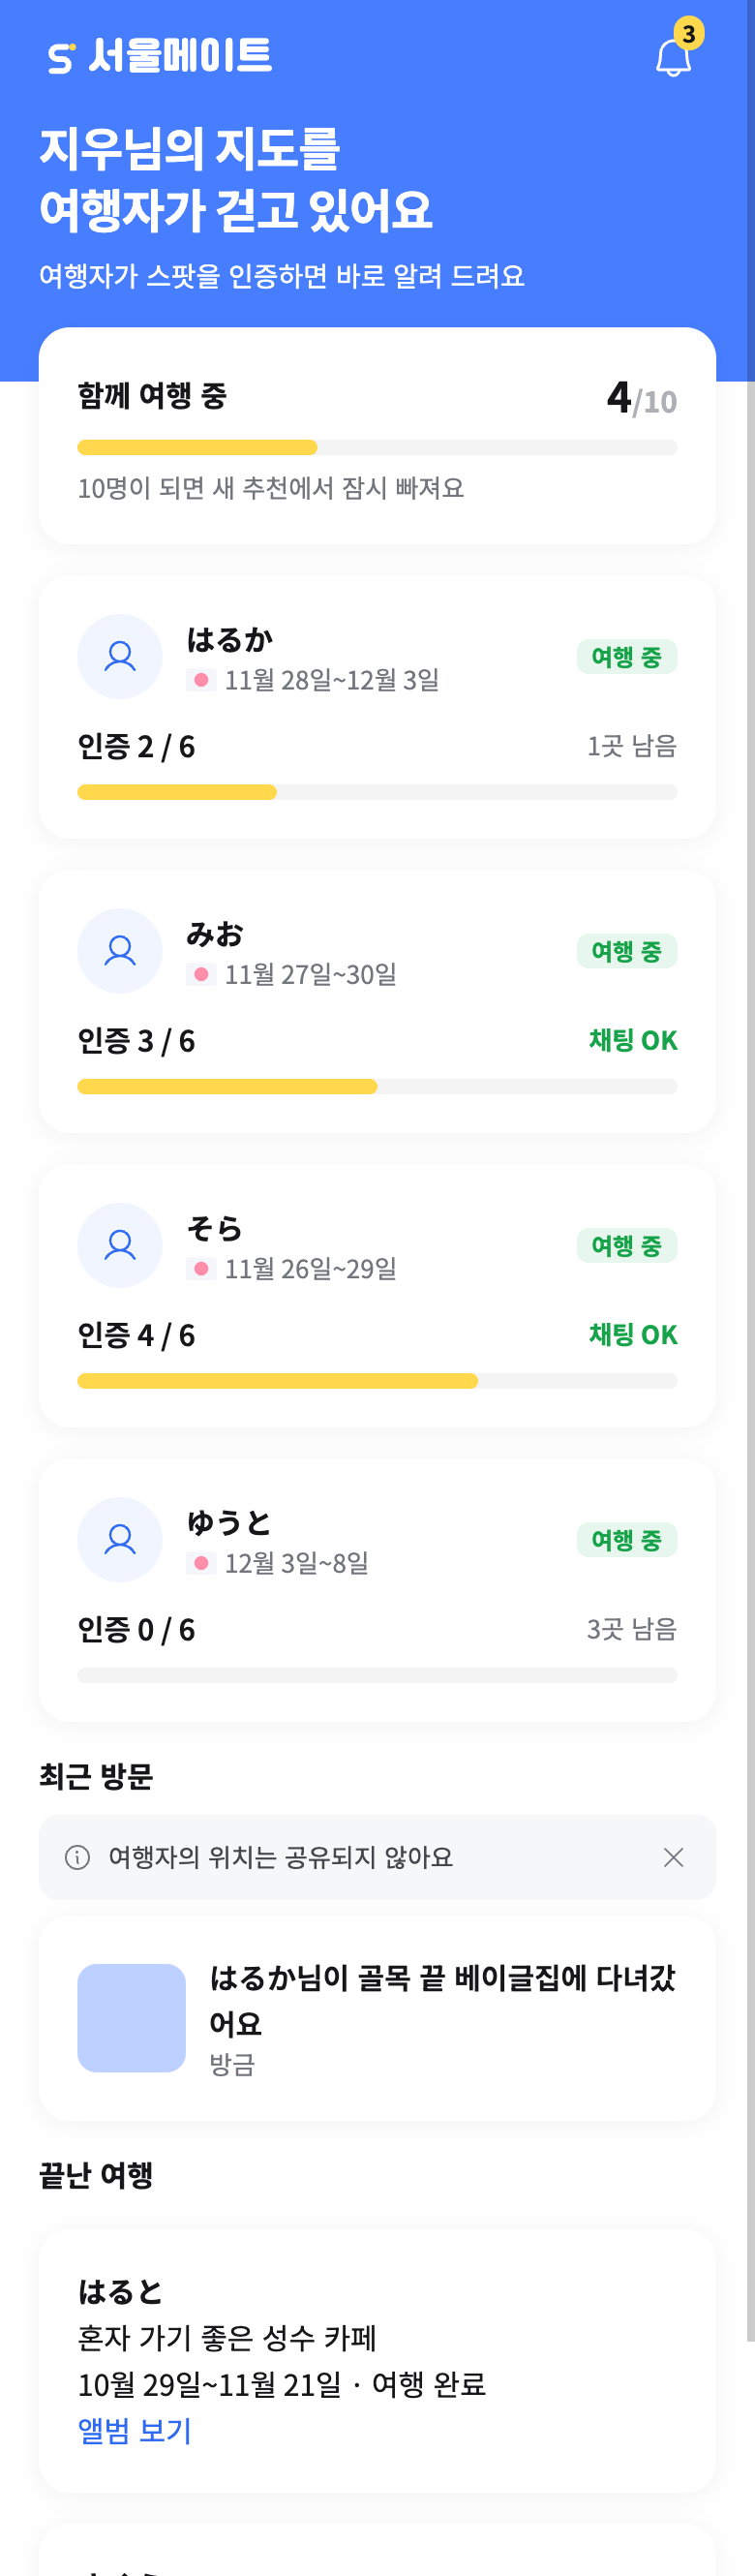 서울메이트
3
지우님의 지도를
여행자가 걷고 있어요
여행자가 스팟을 인증하면 바로 알려 드려요
함께 여행 중
4/10
10명이 되면 새 추천에서 잠시 빠져요
はるか
11월 28일~12월 3일
여행 중
인증 2 / 6
1곳 남음
みお
11월 27일~30일
여행 중
인증 3 / 6
채팅 OK
そら
11월 26일~29일
여행 중
인증 4 / 6
채팅 OK
ゆうと
12월 3일~8일
여행 중
인증 0 / 6
3곳 남음
최근 방문
여행자의 위치는 공유되지 않아요
はるか님이 골목 끝 베이글집에 다녀갔
어요
방금
끝난 여행
はると
혼자 가기 좋은 성수 카페
10월 29일~11월 21일 · 여행 완료
앨범 보기